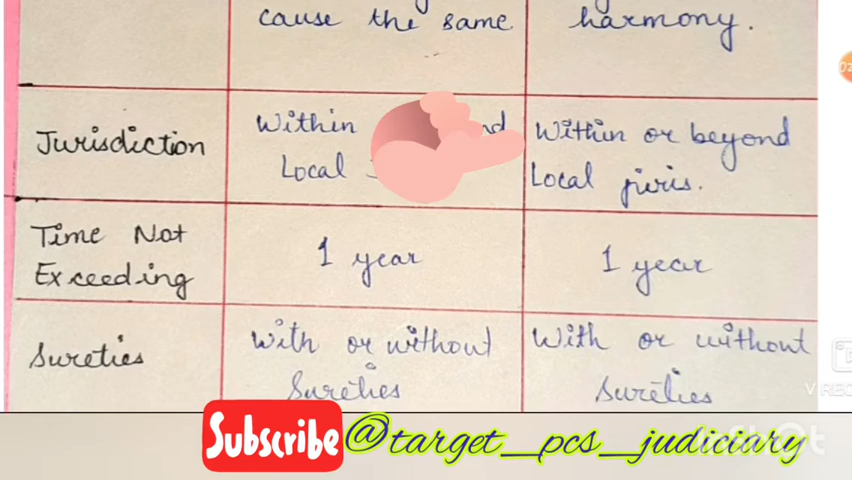 cause the same
harmony.
Jurisdiction
Within
Local
Within or beyond
Local juris.
Time Not
Exceeding
1 year
1 year
Sureties
With or without
Sureties
With or without
Sureties
Subscribe
@target_pcs_judiciary